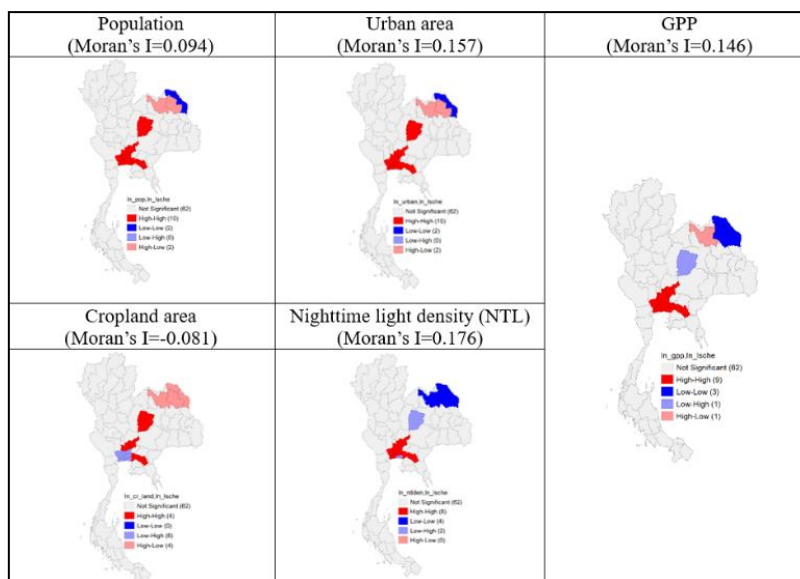 Population
(Moran's I=0.094)
Urban area
(Moran's I=0.157)
GPP
(Moran's I=0.146)
ln_pop,ln_lsche
Not Significant (62)
High-High (10)
Low-Low (2)
Low-High (0)
High-Low (2)
ln_urban,ln_lsche
Not Significant (62)
High-High (10)
Low-Low (2)
Low-High (0)
High-Low (2)
ln_gpp,ln_lsche
Not Significant (62)
High-High (9)
Low-Low (3)
Low-High (1)
High-Low (1)
Cropland area
(Moran's I=-0.081)
Nighttime light density (NTL)
(Moran's I=0.176)
ln_cr_land,ln_lsche
Not Significant (62)
High-High (4)
Low-Low (0)
Low-High (6)
High-Low (4)
ln_ntlden,ln_lsche
Not Significant (62)
High-High (8)
Low-Low (4)
Low-High (2)
High-Low (0)